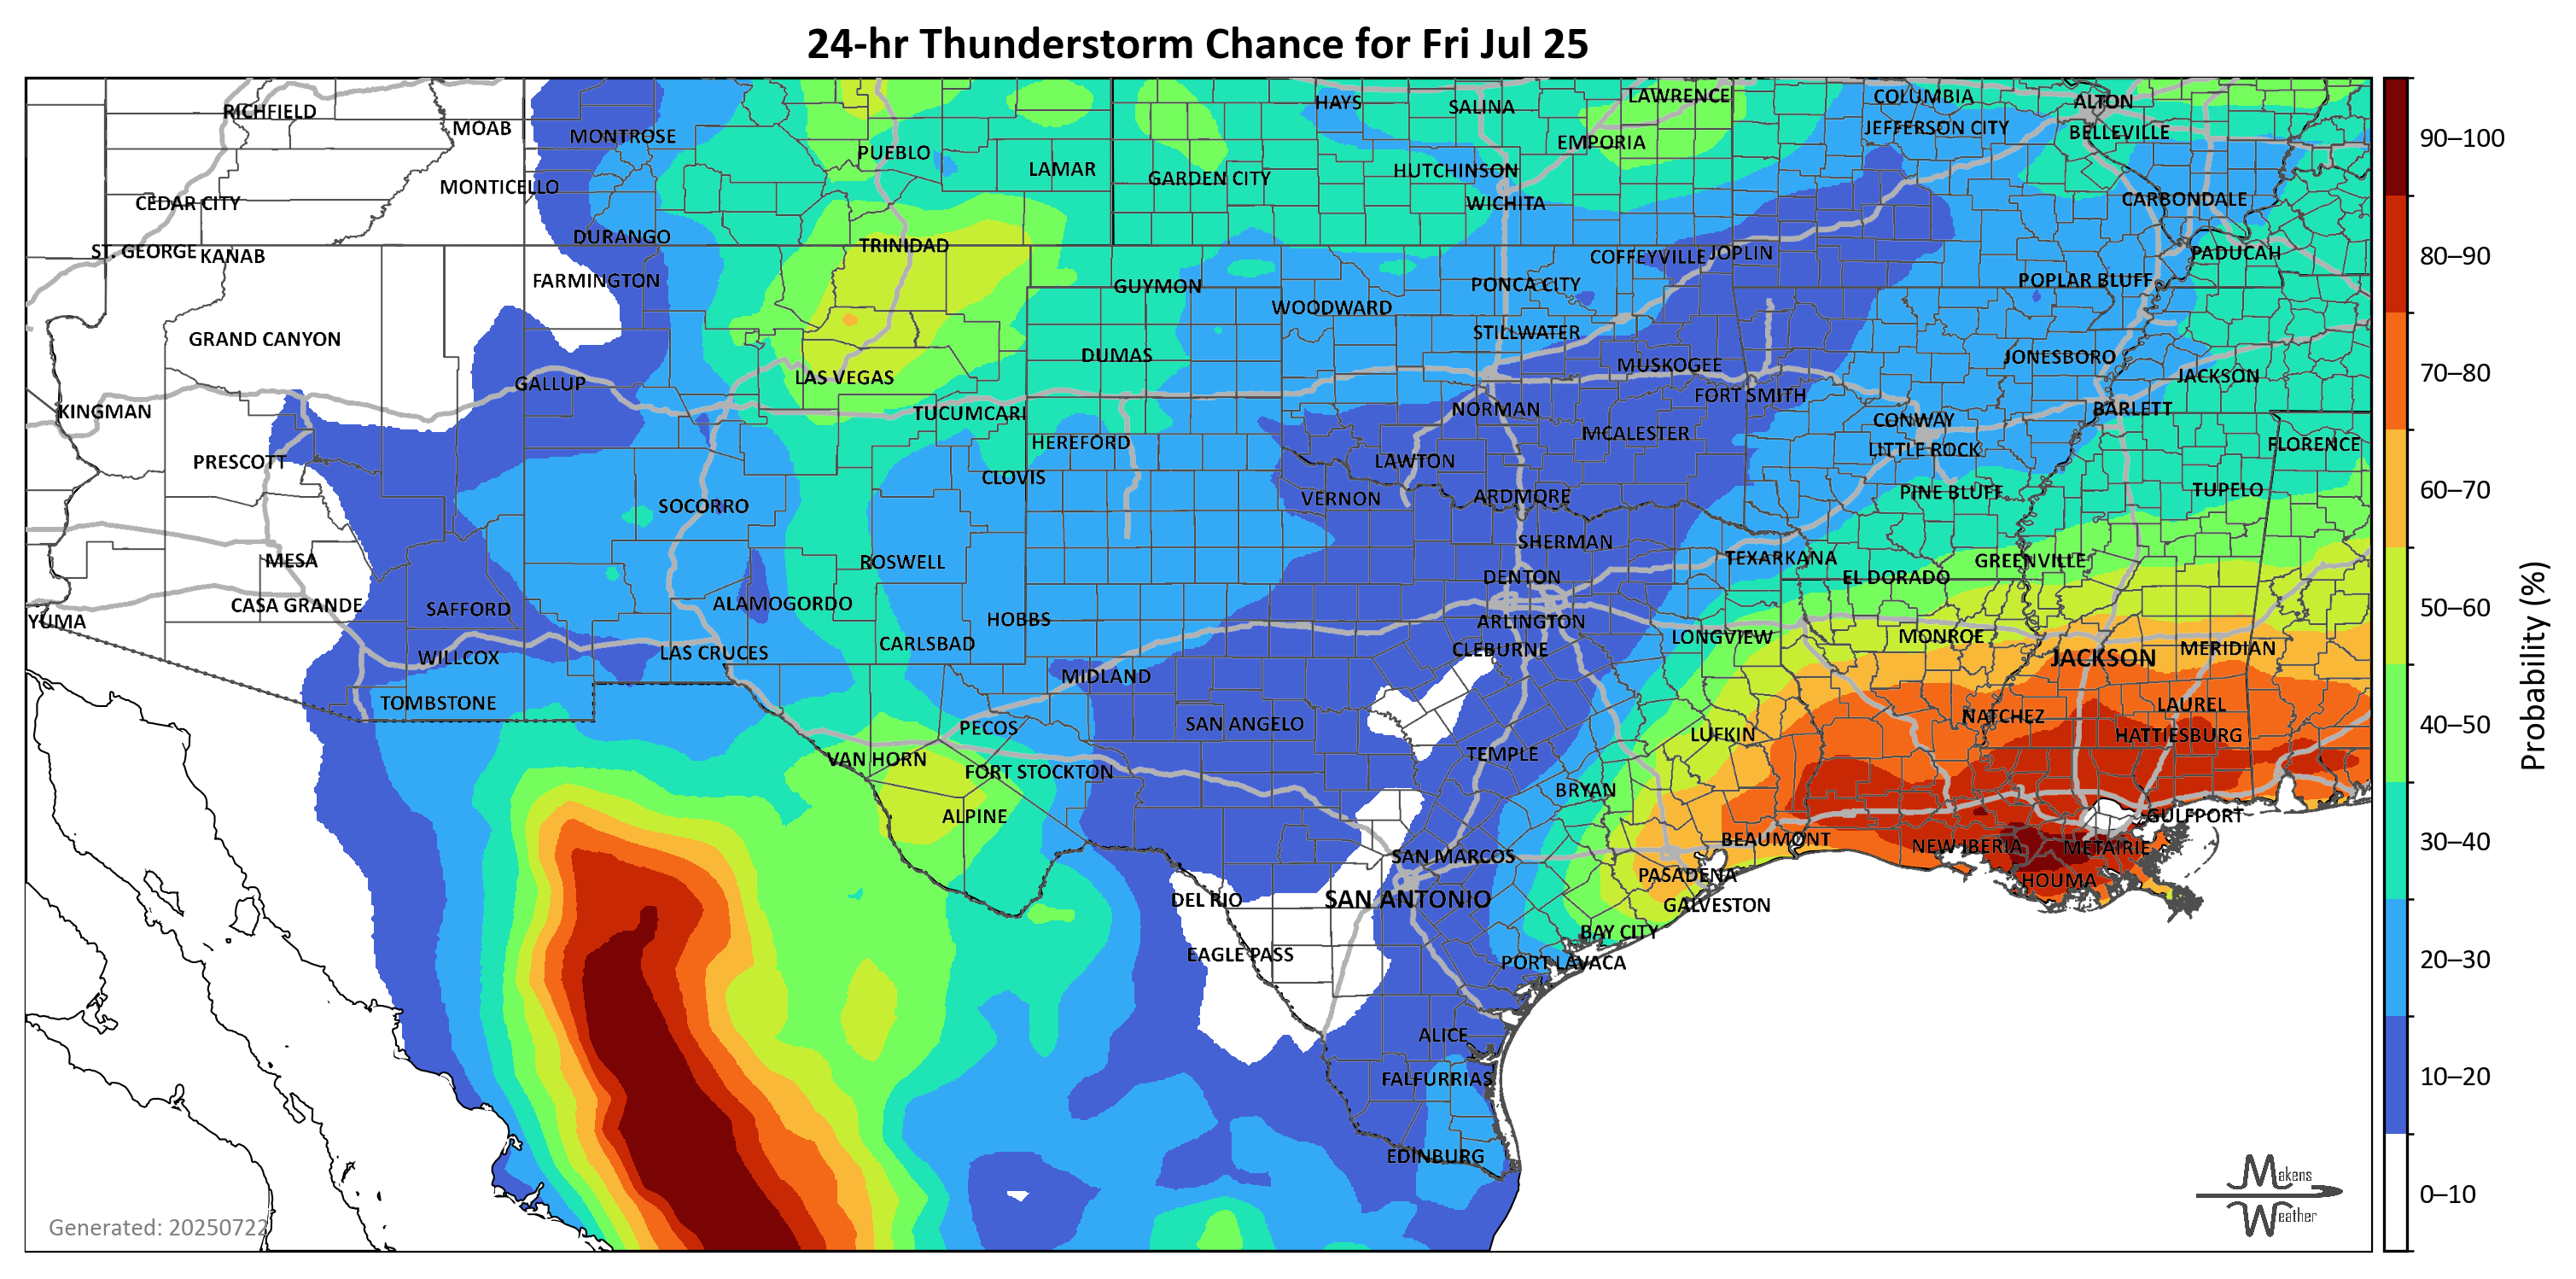 24-hr Thunderstorm Chance for Fri Jul 25
RICHFIELD
MOAB
MONTROSE
PUEBLO
LAMAR
HAYS
SALINA
LAWRENCE
COLUMBIA
ALTON
EMPORIA
JEFFERSON CITY
BELLEVILLE
90–100
MONTICELLO
GARDEN CITY
HUTCHINSON
CEDAR CITY
WICHITA
CARBONDALE
DURANGO
TRINIDAD
ST. GEORGE
KANAB
COFFEYVILLE
JOPLIN
PADUCAH
80–90
FARMINGTON
GUYMON
WOODWARD
PONCA CITY
POPLAR BLUFF
GRAND CANYON
STILLWATER
DUMAS
MUSKOGEE
JONESBORO
70–80
GALLUP
LAS VEGAS
FORT SMITH
JACKSON
KINGMAN
TUCUMCARI
NORMAN
CONWAY
BARLETT
HEREFORD
MCALESTER
LITTLE ROCK
FLORENCE
PRESCOTT
CLOVIS
LAWTON
60–70
SOCORRO
VERNON
ARDMORE
PINE BLUFF
TUPELO
MESA
ROSWELL
SHERMAN
TEXARKANA
GREENVILLE
DENTON
EL DORADO
CASA GRANDE
SAFFORD
ALAMOGORDO
50–60
YUMA
HOBBS
ARLINGTON
LONGVIEW
MONROE
WILLCOX
LAS CRUCES
CARLSBAD
CLEBURNE
JACKSON
MERIDIAN
TOMBSTONE
MIDLAND
Probability (%)
PECOS
SAN ANGELO
NATCHEZ
LAUREL
40–50
VAN HORN
TEMPLE
LUFKIN
HATTIESBURG
FORT STOCKTON
BRYAN
ALPINE
GULFPORT
BEAUMONT
NEW IBERIA
METAIRIE
30–40
SAN MARCOS
PASADENA
HOUMA
DEL RIO
SAN ANTONIO
GALVESTON
BAY CITY
EAGLE PASS
PORT LAVACA
20–30
ALICE
FALFURRIAS
10–20
EDINBURG
Makens
Weather
0–10
Generated: 20250722